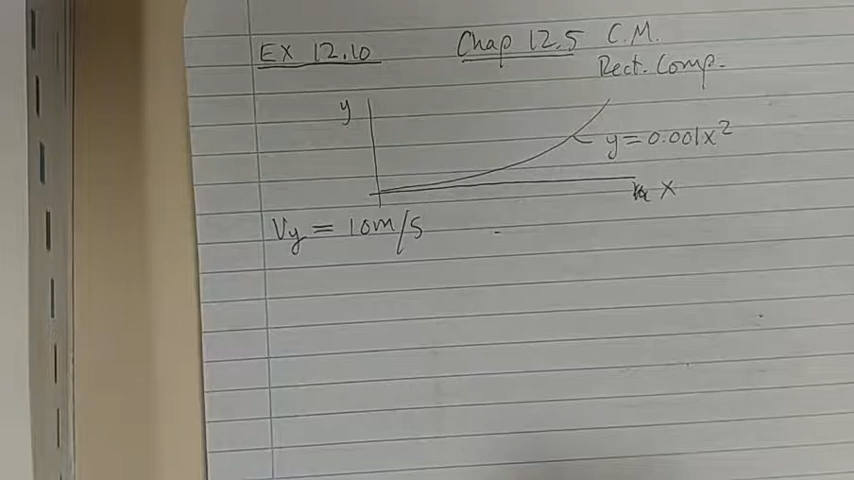 Ex 12.10 Chap 12.5 C.M.
Rect. Comp.
y
y = 0.001x²
x
Vy = 10m/s